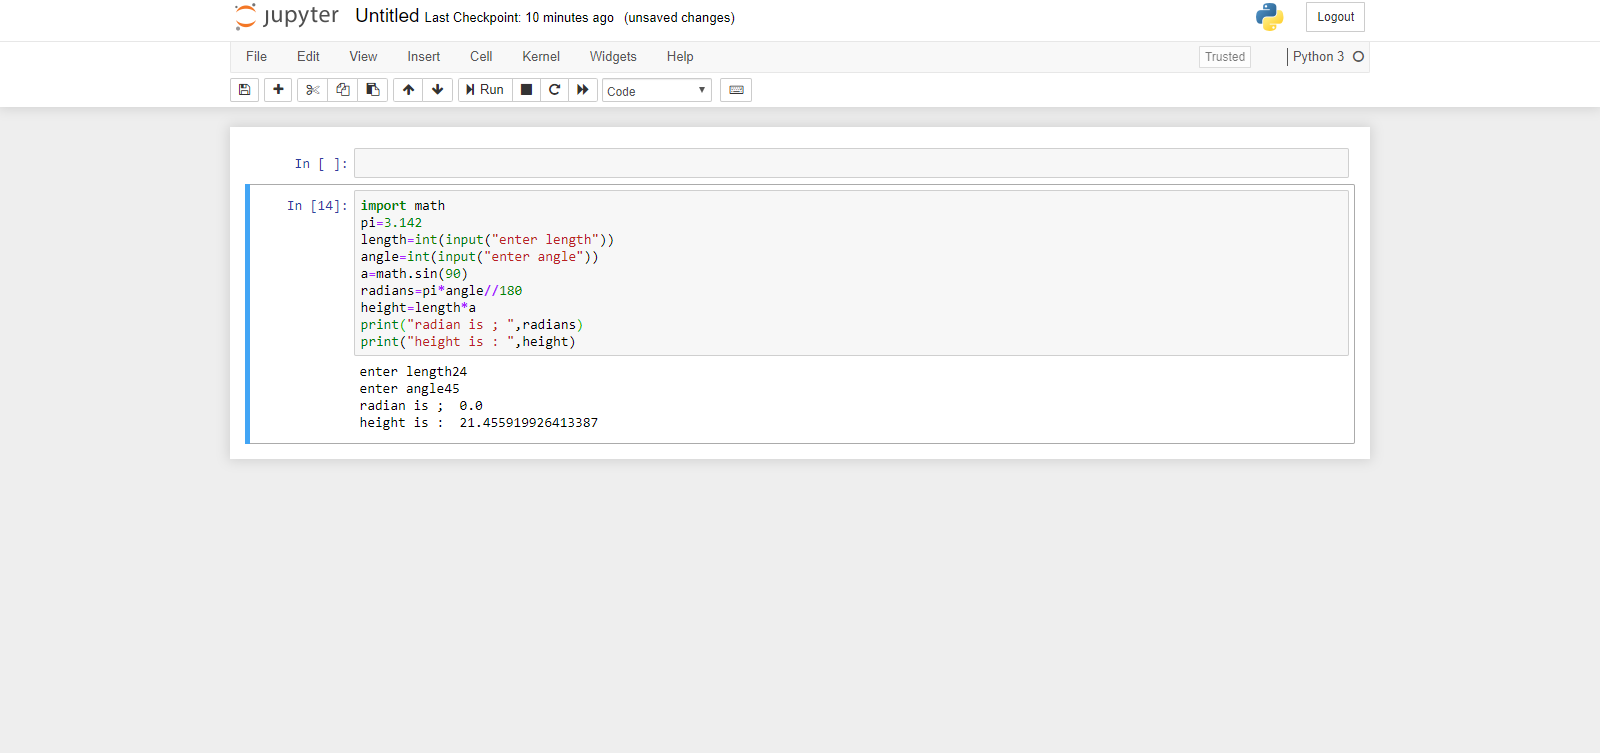 jupyter Untitled Last Checkpoint: 10 minutes ago (unsaved changes) Logout
File Edit View Insert Cell Kernel Widgets Help Trusted Python 3
Run Code
In [ ]:
In [14]: import math
pi=3.142
length=int(input("enter length"))
angle=int(input("enter angle"))
a=math.sin(90)
radians=pi*angle//180
height=length*a
print("radian is ; ",radians)
print("height is : ",height)
enter length24
enter angle45
radian is ;  0.0
height is :  21.455919926413387